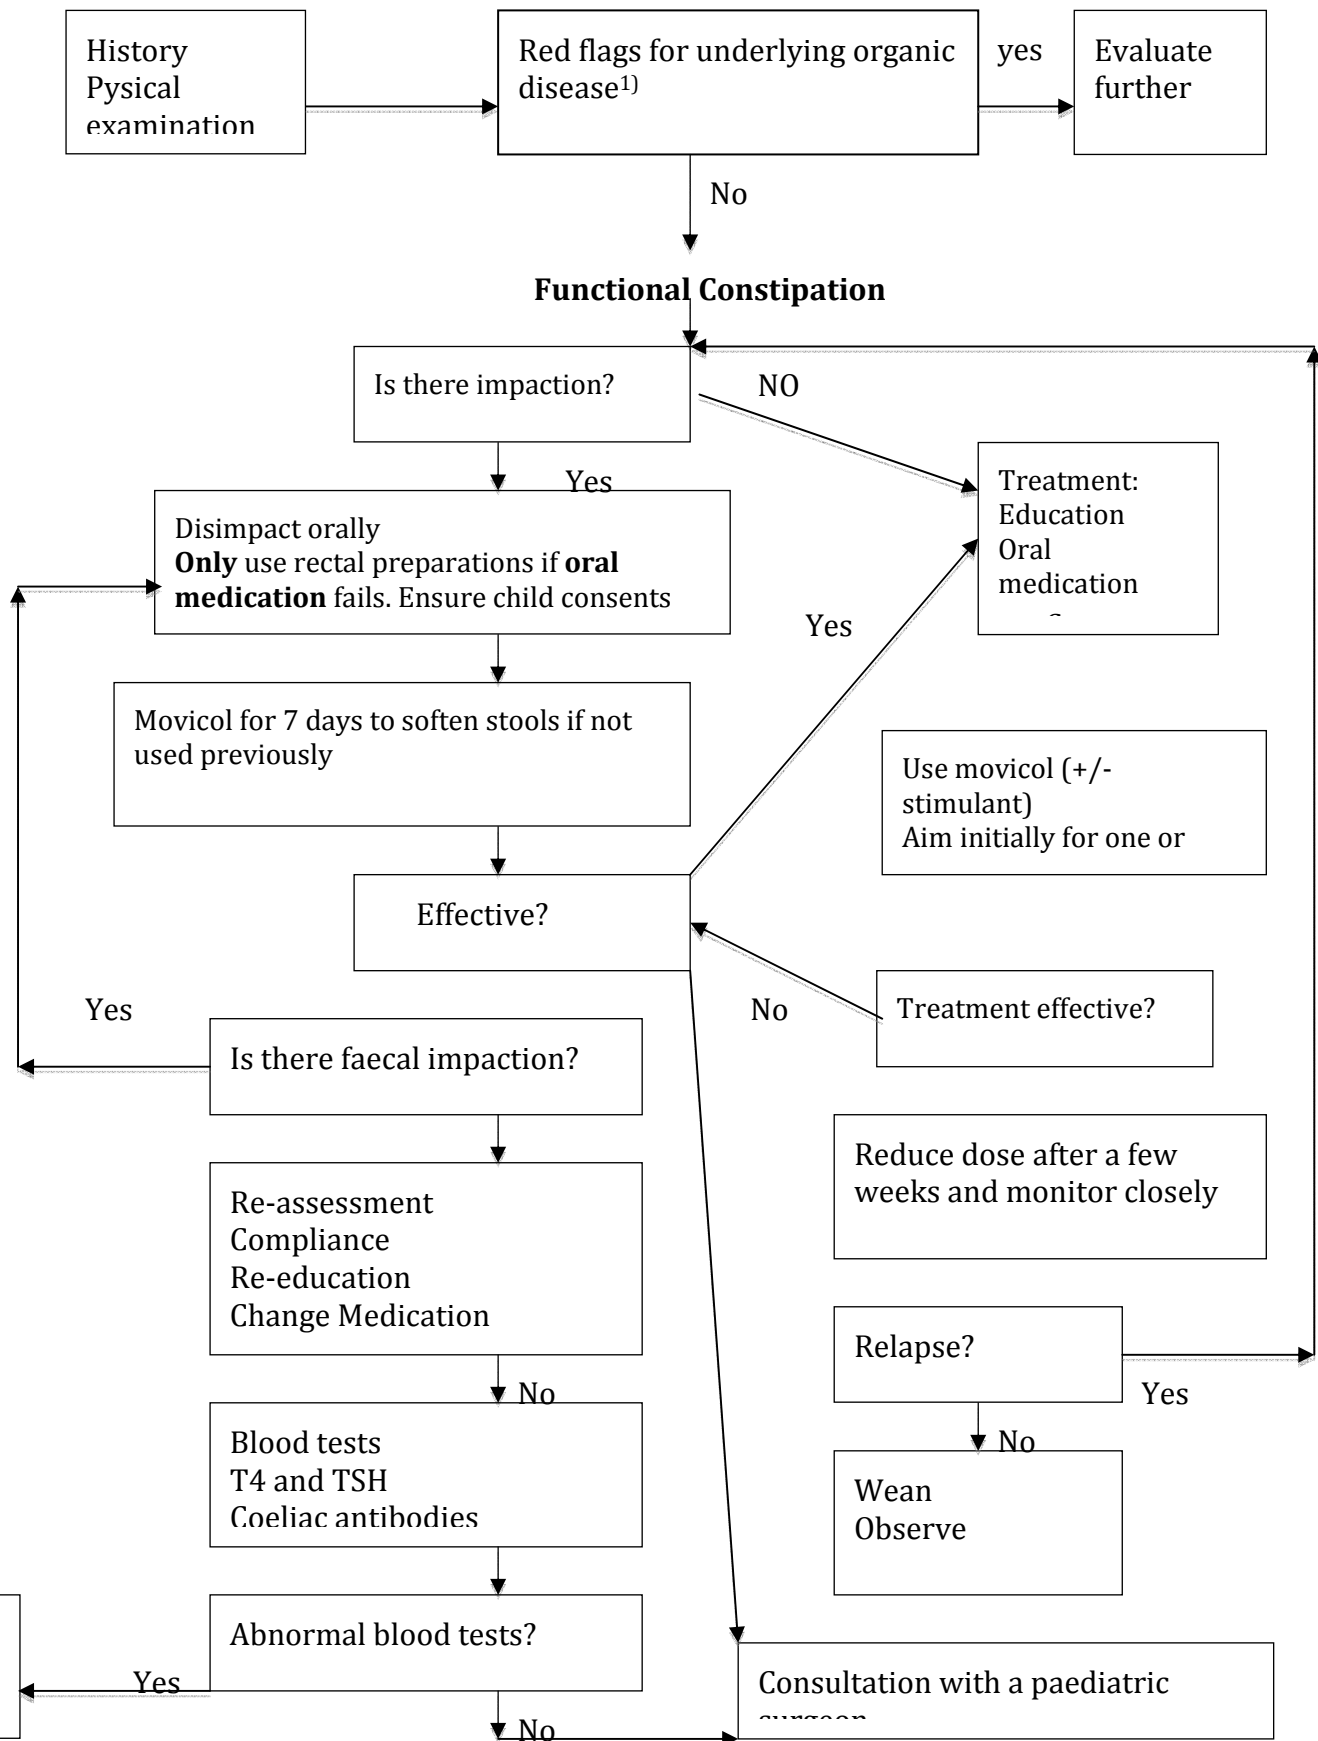 History
Pysical
examination
Red flags for underlying organic
disease1)
yes
Evaluate
further
No
Functional Constipation
Is there impaction?
NO
Yes
Treatment:
Education
Oral
medication
Disimpact orally
Only use rectal preparations if oral
medication fails. Ensure child consents
Yes
Movicol for 7 days to soften stools if not
used previously
Use movicol (+/-
stimulant)
Aim initially for one or
Effective?
Yes
No
Treatment effective?
Is there faecal impaction?
Reduce dose after a few
weeks and monitor closely
Re-assessment
Compliance
Re-education
Change Medication
Relapse?
Yes
No
No
Blood tests
T4 and TSH
Coeliac antibodies
Wean
Observe
Abnormal blood tests?
Yes
No
Consultation with a paediatric
surgeon